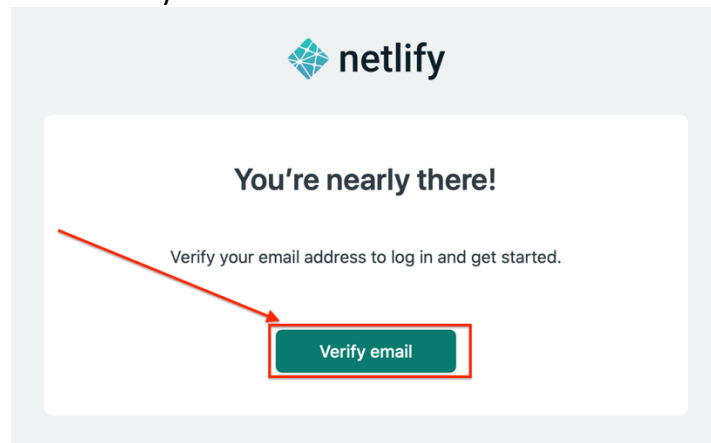 netlify
You're nearly there!
Verify your email address to log in and get started.
Verify email